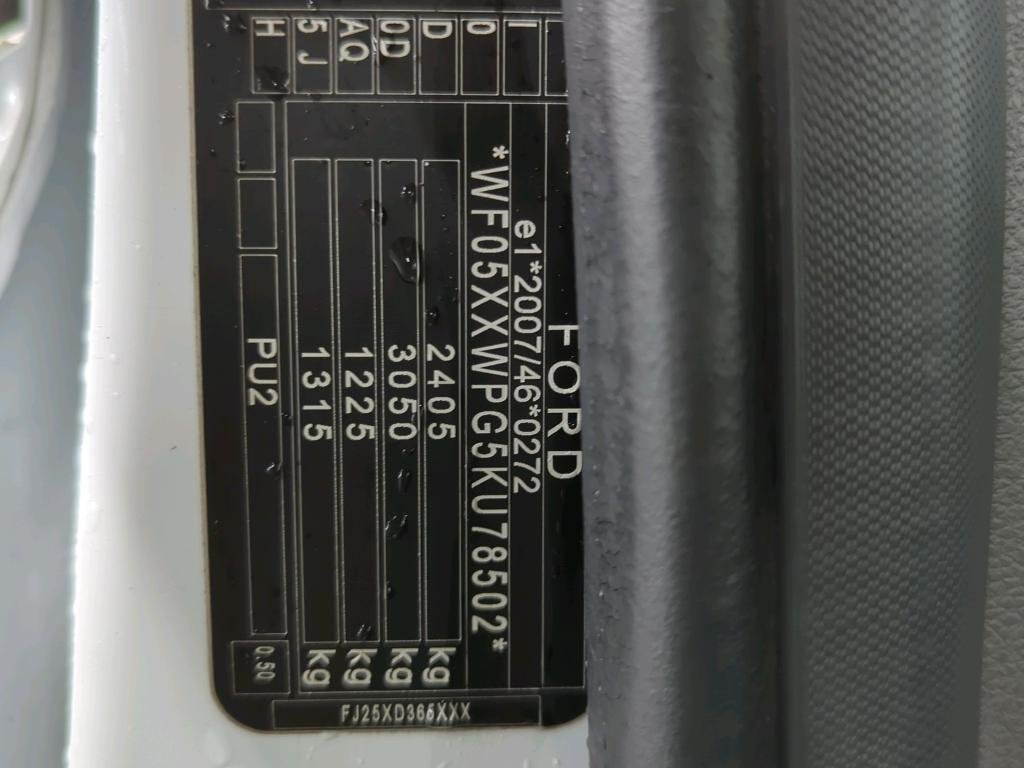 FORD
e1*2007/46*0272
0 *WF05XXWPG5KU78502*
D 2405 kg
0D 3050 kg
AQ 1225 kg
5J 1315 kg
H PU2 0.50
FJ25XD365XXX